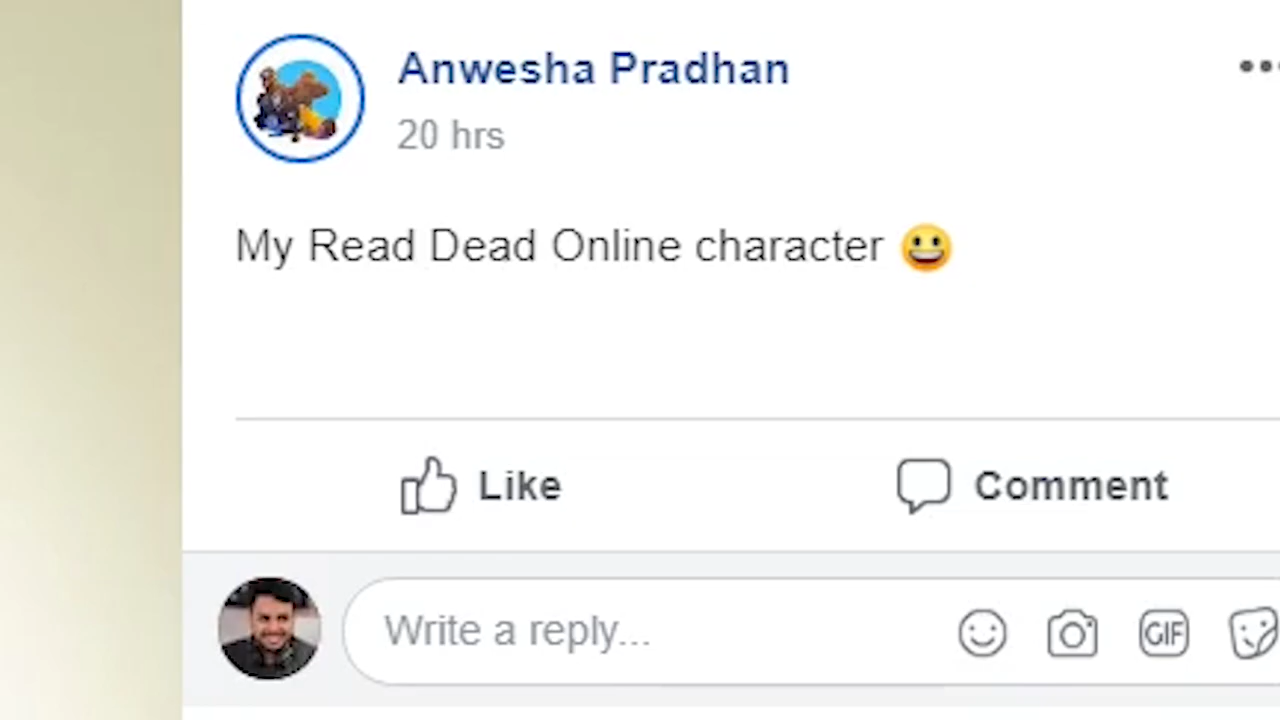 Anwesha Pradhan
20 hrs
My Read Dead Online character 😀
Like
Comment
Write a reply...
GIF